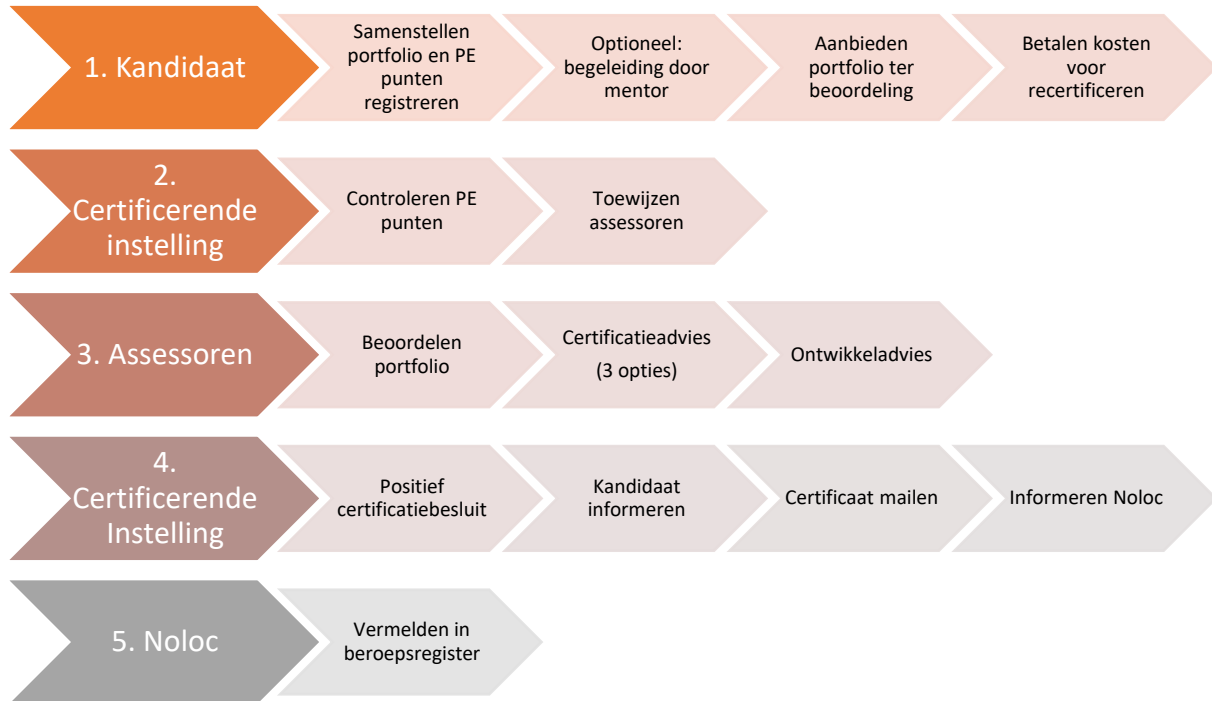 1. Kandidaat
Samenstellen
portfolio en PE
punten
registreren
Optioneel:
begeleiding door
mentor
Aanbieden
portfolio ter
beoordeling
Betalen kosten
voor
recertificeren
2.
Certificerende
instelling
Controleren PE
punten
Toewijzen
assessoren
3. Assessoren
Beoordelen
portfolio
Certificatieadvies
(3 opties)
Ontwikkeladvies
4.
Certificerende
Instelling
Positief
certificatiebesluit
Kandidaat
informeren
Certificaat mailen
Informeren Noloc
5. Noloc
Vermelden in
beroepsregister